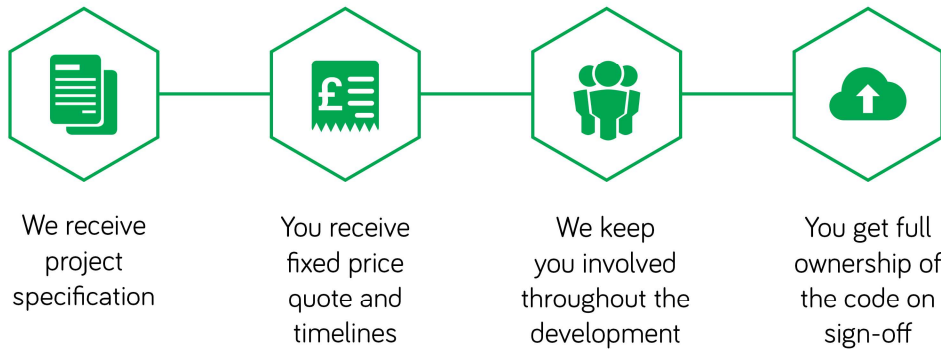 £
We receive
project
specification
You receive
fixed price
quote and
timelines
We keep
you involved
throughout the
development
You get full
ownership of
the code on
sign-off